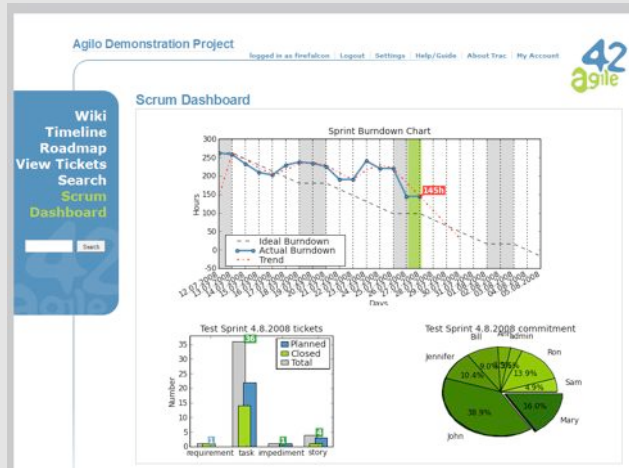 Agilo Demonstration Project
logged in as firefalcon Logout Settings Help/Guide About Trac My Account
42
agile
Wiki
Timeline
Roadmap
View Tickets
Search
Scrum
Dashboard
Search
Scrum Dashboard
Sprint Burndown Chart
300
250
200
150
100
50
0
-50
Hours
145h
Ideal Burndown
Actual Burndown
Trend
Days
Test Sprint 4.8.2008 tickets
35
30
25
20
15
10
5
0
Number
36
1
1
4
Planned
Closed
Total
requirement task impediment story
Test Sprint 4.8.2008 commitment
Bill
admin
Ron
Jennifer
Sam
Mary
John
9.0%
13.9%
10.4%
4.9%
16.0%
38.9%